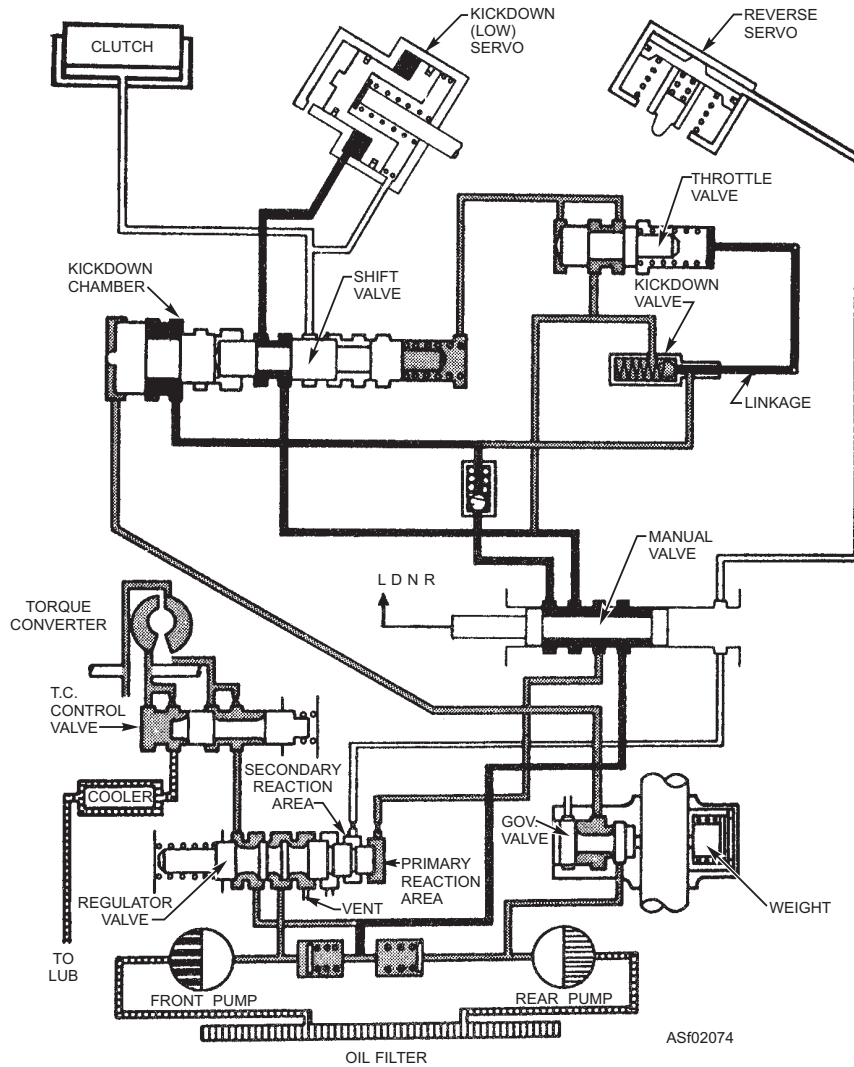 CLUTCH
KICKDOWN
(LOW)
SERVO
REVERSE
SERVO
THROTTLE
VALVE
KICKDOWN
CHAMBER
SHIFT
VALVE
KICKDOWN
VALVE
LINKAGE
MANUAL
VALVE
L D N R
TORQUE
CONVERTER
T.C.
CONTROL
VALVE
SECONDARY
REACTION
AREA
COOLER
GOV.
VALVE
PRIMARY
REACTION
AREA
REGULATOR
VALVE
VENT
WEIGHT
TO
LUB
FRONT PUMP
REAR PUMP
OIL FILTER
ASf02074